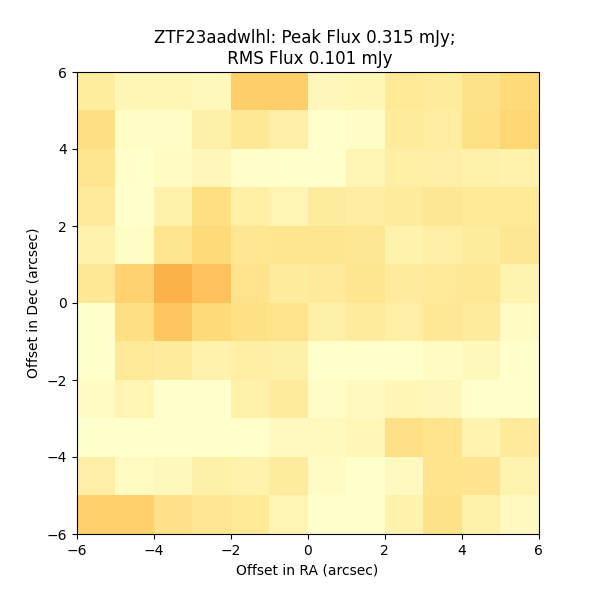 ZTF23aadwlhl: Peak Flux 0.315 mJy;
RMS Flux 0.101 mJy
6
4
2
0
−2
−4
−6
Offset in Dec (arcsec)
−6 −4 −2 0 2 4 6
Offset in RA (arcsec)